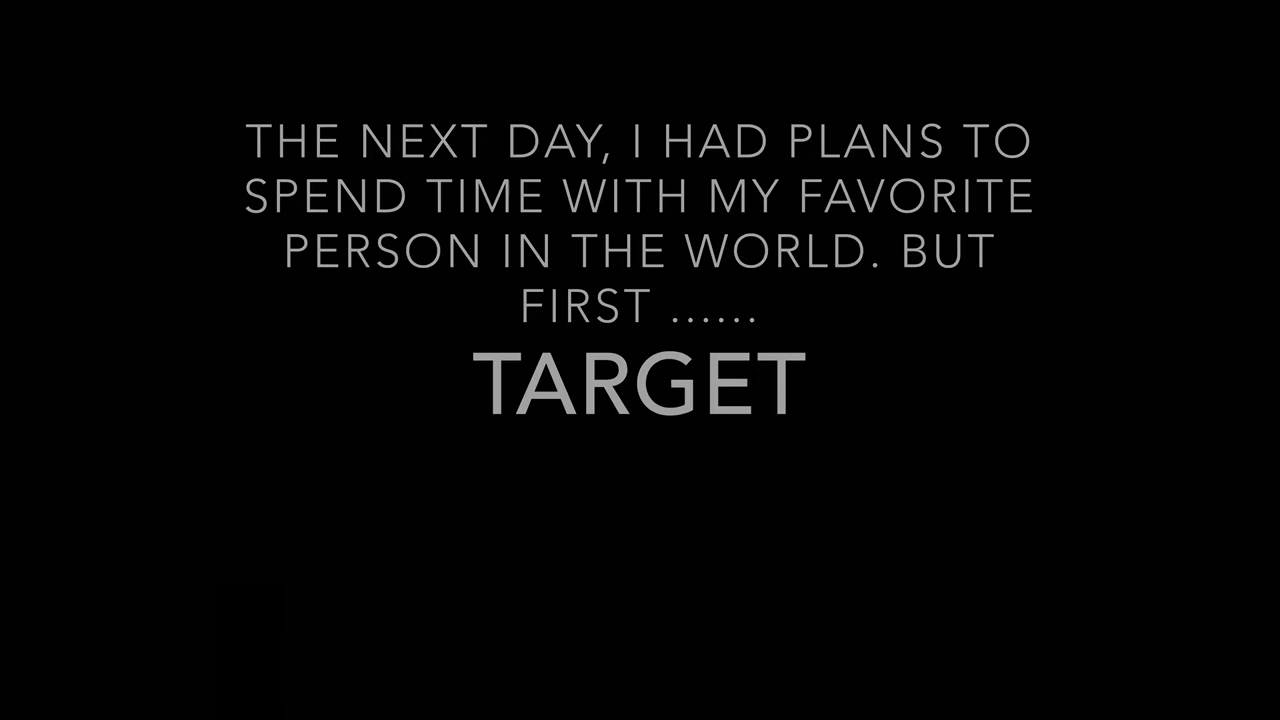 THE NEXT DAY, I HAD PLANS TO
SPEND TIME WITH MY FAVORITE
PERSON IN THE WORLD. BUT
FIRST ......
TARGET